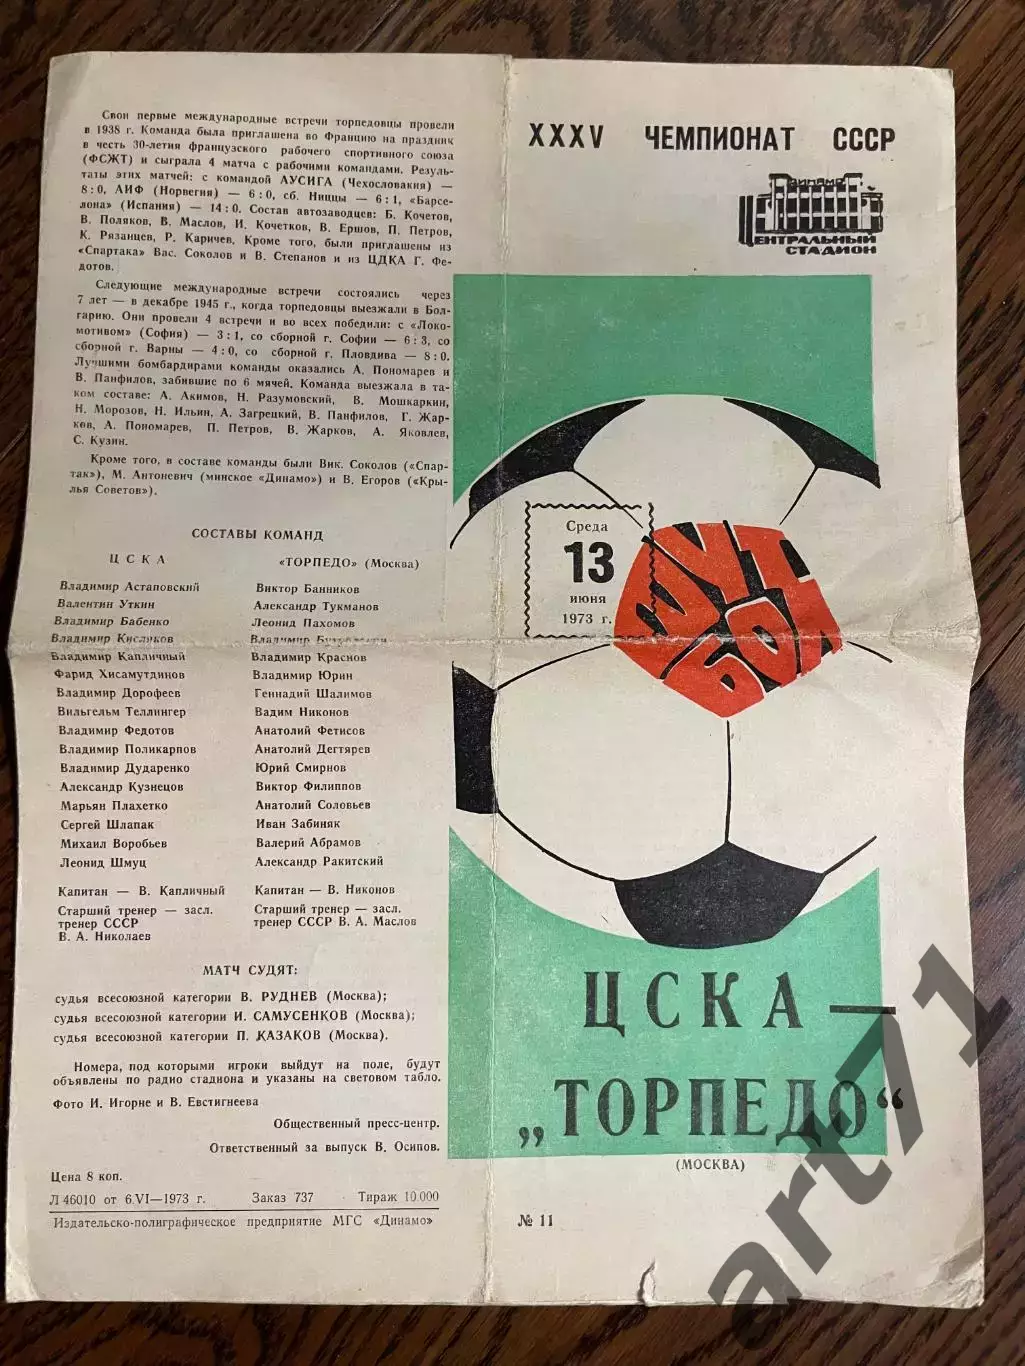 Свои первые международные встречи торпедовцы провели
в 1938 г. Команда была приглашена во Францию на праздник
в честь 30-летия французского рабочего спортивного союза
(ФСЖТ) и сыграла 4 матча с рабочими командами. Резуль-
таты этих матчей: с командой АУСИГА (Чехословакия) —
8:0, АИФ (Норвегия) — 6:0, сб. Ниццы — 6:1, «Барсе-
лона» (Испания) — 14:0. Состав автозаводцев: Б. Кочетов,
В. Поляков, В. Маслов, И. Кочетков, В. Ершов, П. Петров,
К. Рязанцев, Р. Каричев, Кроме того, были приглашены из
«Спартака» Вас. Соколов и В. Степанов и из ЦДКА Г. Фе-
дотов.
Следующие международные встречи состоялись через
7 лет — в декабре 1945 г., когда торпедовцы выезжали в Бол-
гарию. Они провели 4 встречи и во всех победили: с «Локо-
мотивом» (София) — 3:1, со сборной г. Софии — 6:3, со
сборной г. Варны — 4:0, со сборной г. Пловдива — 8:0.
Лучшими бомбардирами команды оказались А. Пономарев и
В. Панфилов, забившие по 6 мячей. Команда выезжала в та-
ком составе: А. Акимов, Н. Разумовский, В. Мошкаркин,
Н. Морозов, Н. Ильин, А. Загрецкий, В. Панфилов, Г. Жар-
ков, А. Пономарев, П. Петров, В. Жарков, А. Яковлев,
С. Кузин.
Кроме того, в составе команды были Вик. Соколов («Спар-
так»), М. Антоневич (минское «Динамо») и В. Егоров («Кры-
лья Советов»).
СОСТАВЫ КОМАНД
ЦСКА «ТОРПЕДО» (Москва)
Владимир Астаповский Виктор Банников
Валентин Уткин Александр Тукманов
Владимир Бабенко Леонид Пахомов
Владимир Кисляков Владимир
Владимир Капличный Владимир Краснов
Фарид Хисамутдинов Владимир Юрин
Владимир Дорофеев Геннадий Шалимов
Вильгельм Теллингер Вадим Никонов
Владимир Федотов Анатолий Фетисов
Владимир Поликарпов Анатолий Дегтярев
Владимир Дударенко Юрий Смирнов
Александр Кузнецов Виктор Филиппов
Марьян Плахетко Анатолий Соловьев
Сергей Шлапак Иван Забиняк
Михаил Воробьев Валерий Абрамов
Леонид Шмуц Александр Ракитский
Капитан — В. Капличный Капитан — В. Никонов
Старший тренер — засл. Старший тренер — засл.
тренер СССР тренер СССР В. А. Маслов
В. А. Николаев
МАТЧ СУДЯТ:
судья всесоюзной категории В. РУДНЕВ (Москва);
судья всесоюзной категории И. САМУСЕНКОВ (Москва);
судья всесоюзной категории П. КАЗАКОВ (Москва).
Номера, под которыми игроки выйдут на поле, будут
объявлены по радио стадиона и указаны на световом табло.
Фото И. Игорне и В. Евстигнеева
Общественный пресс-центр.
Ответственный за выпуск В. Осипов.
Цена 8 коп.
Л 46010 от 6.VI—1973 г. Заказ 737 Тираж 10.000
Издательско-полиграфическое предприятие МГС «Динамо»
XXXV ЧЕМПИОНАТ СССР
ДИНАМО
ЦЕНТРАЛЬНЫЙ
СТАДИОН
Среда
13
июня
1973 г.
ФУТ
БОЛ
ЦСКА —
„ТОРПЕДО“
(МОСКВА)
№ 11
art71